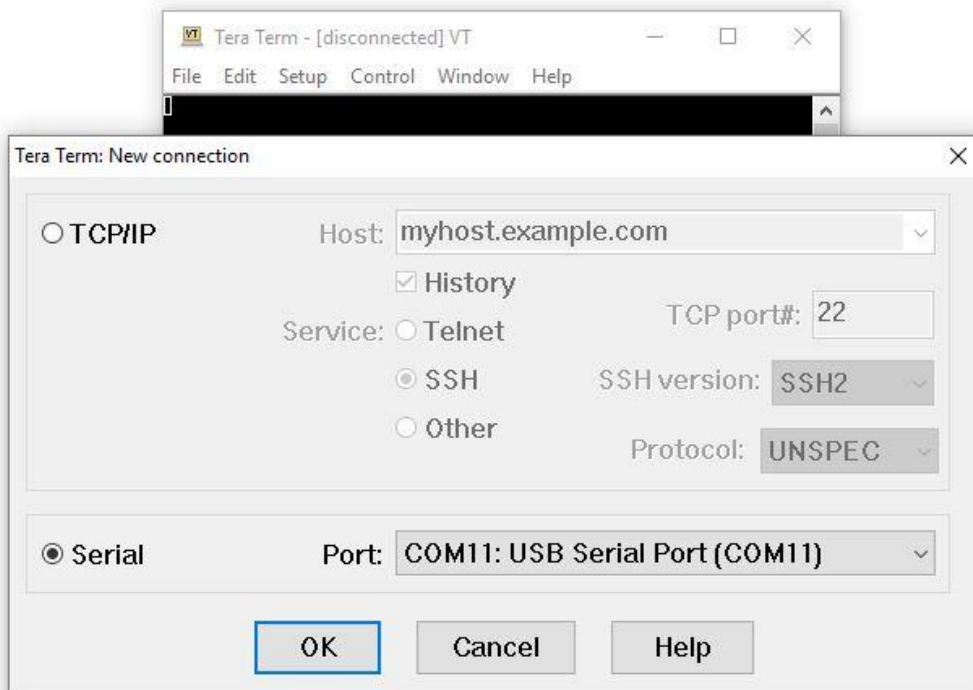 VT Tera Term - [disconnected] VT
File Edit Setup Control Window Help
Tera Term: New connection
TCP/IP Host: myhost.example.com
History
Service: Telnet TCP port#: 22
SSH SSH version: SSH2
Other Protocol: UNSPEC
Serial Port: COM11: USB Serial Port (COM11)
OK Cancel Help